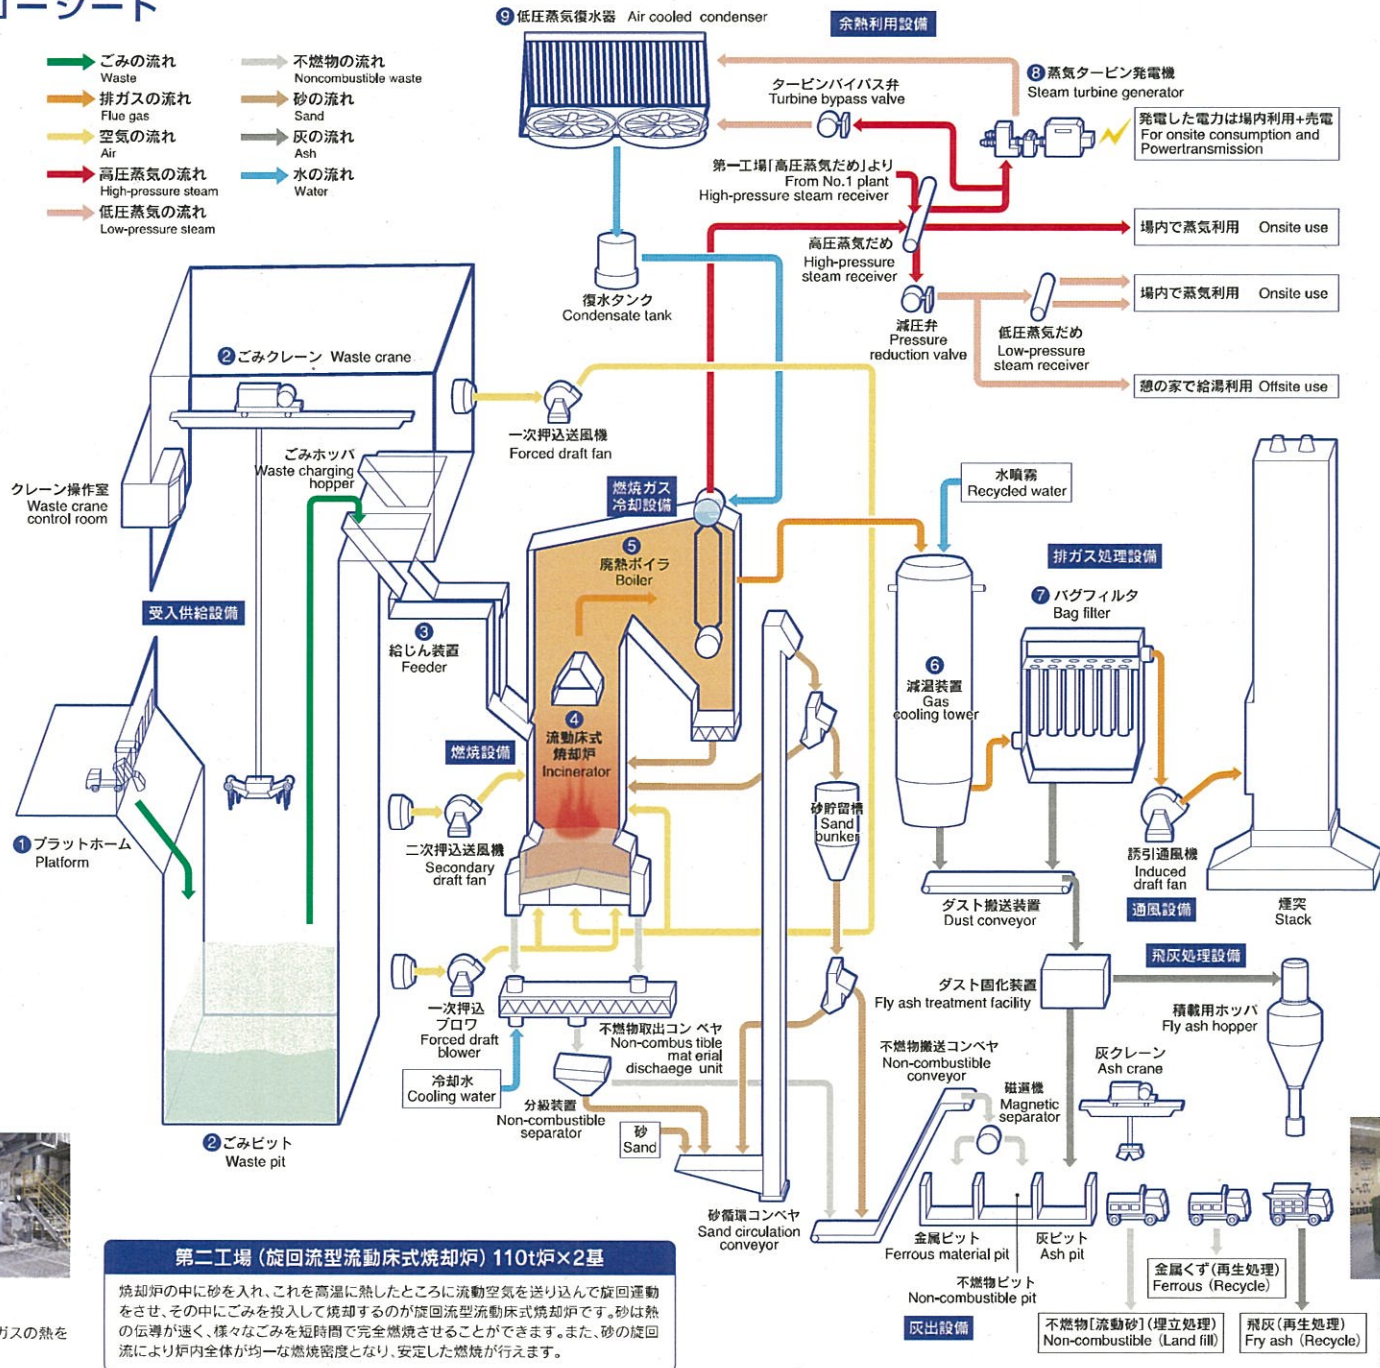 ローシート
ごみの流れ
Waste
排ガスの流れ
Flue gas
空気の流れ
Air
高圧蒸気の流れ
High-pressure steam
低圧蒸気の流れ
Low-pressure steam
不燃物の流れ
Noncombustible waste
砂の流れ
Sand
灰の流れ
Ash
水の流れ
Water
⑨ 低圧蒸気復水器 Air cooled condenser
余熱利用設備
タービンバイパス弁
Turbine bypass valve
⑧ 蒸気タービン発電機
Steam turbine generator
発電した電力は場内利用+売電
For onsite consumption and
Powertransmission
第一工場「高圧蒸気だめ」より
From No.1 plant
High-pressure steam receiver
高圧蒸気だめ
High-pressure
steam receiver
場内で蒸気利用 Onsite use
場内で蒸気利用 Onsite use
減圧弁
Pressure
reduction valve
低圧蒸気だめ
Low-pressure
steam receiver
憩の家で給湯利用 Offsite use
復水タンク
Condensate tank
② ごみクレーン Waste crane
一次押込送風機
Forced draft fan
ごみホッパ
Waste charging
hopper
クレーン操作室
Waste crane
control room
燃焼ガス
冷却設備
水噴霧
Recycled water
⑤
廃熱ボイラ
Boiler
排ガス処理設備
⑦ バグフィルタ
Bag filter
受入供給設備
③
給じん装置
Feeder
⑥
減温装置
Gas
cooling tower
④
流動床式
焼却炉
Incinerator
燃焼設備
① プラットホーム
Platform
二次押込送風機
Secondary
draft fan
砂貯留槽
Sand
bunker
誘引通風機
Induced
draft fan
通風設備
煙突
Stack
ダスト搬送装置
Dust conveyor
飛灰処理設備
ダスト固化装置
Fly ash treatment facility
積載用ホッパ
Fly ash hopper
一次押込
ブロワ
Forced draft
blower
不燃物取出コン ベヤ
Non-combus tible
mat erial
dischaege unit
冷却水
Cooling water
分級装置
Non-combustible
separator
砂
Sand
不燃物搬送コンベヤ
Non-combustible
conveyor
磁選機
Magnetic
separator
灰クレーン
Ash crane
② ごみピット
Waste pit
砂循環コンベヤ
Sand circulation
conveyor
金属ピット
Ferrous material pit
灰ピット
Ash pit
不燃物ピット
Non-combustible pit
灰出設備
金属くず(再生処理)
Ferrous (Recycle)
不燃物[流動砂](埋立処理)
Non-combustible (Land fill)
飛灰(再生処理)
Fry ash (Recycle)
第二工場(旋回流型流動床式焼却炉)110t炉×2基
焼却炉の中に砂を入れ、これを高温に熱したところに流動空気を送り込んで旋回運動
をさせ、その中にごみを投入して焼却するのが旋回流型流動床式焼却炉です。砂は熱
の伝導が速く、様々なごみを短時間で完全燃焼させることができます。また、砂の旋回
流により炉内全体が均一な燃焼密度となり、安定した燃焼が行えます。
ガスの熱を